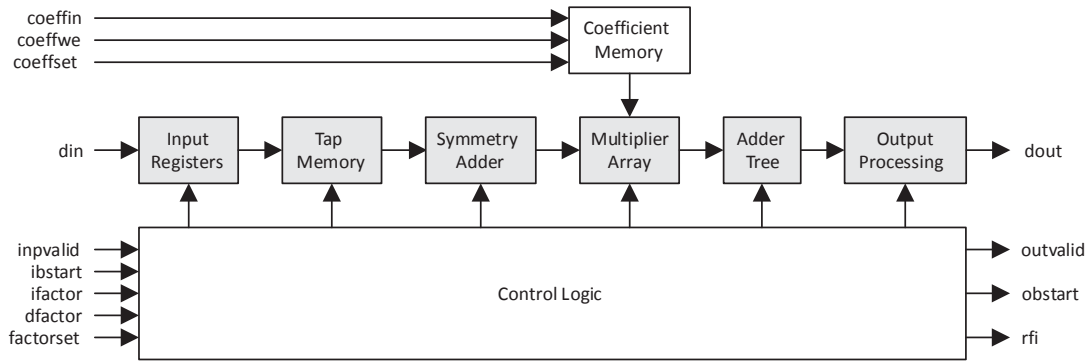 coeffin
coeffwe
coeffset
Coefficient
Memory
din
Input
Registers
Tap
Memory
Symmetry
Adder
Multiplier
Array
Adder
Tree
Output
Processing
dout
inpvalid
ibstart
ifactor
dfactor
factorset
Control Logic
outvalid
obstart
rfi